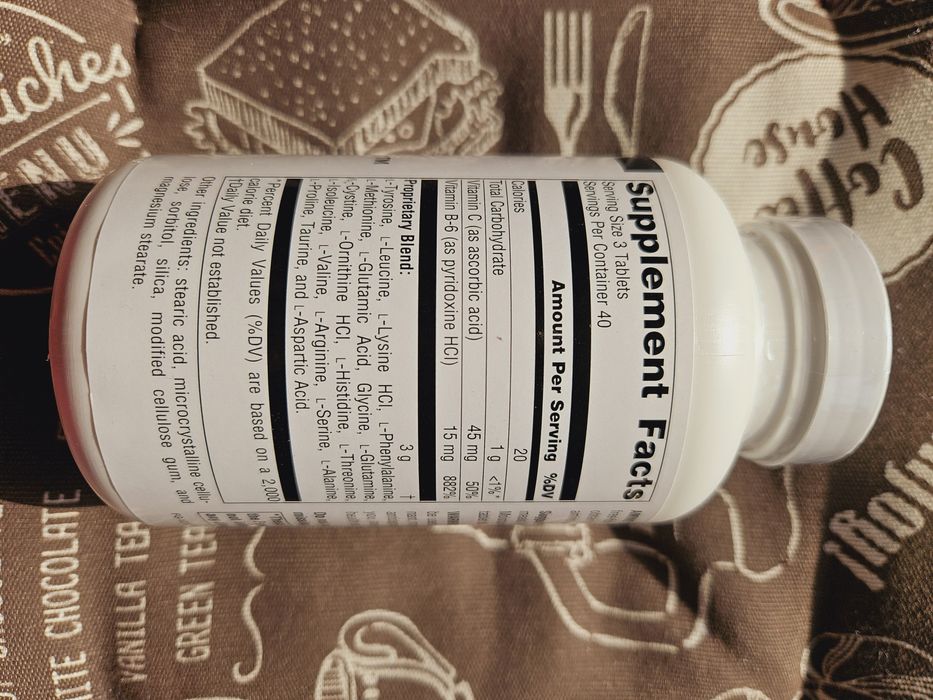 Supplement Facts
Serving Size 3 Tablets
Servings Per Container 40
Amount Per Serving %DV
Calories 20
Total Carbohydrate 1 g <1%*
Vitamin C (as ascorbic acid) 45 mg 50%
Vitamin B-6 (as pyridoxine HCl) 15 mg 882%
Proprietary Blend: 3 g †
L-Tyrosine, L-Leucine, L-Lysine HCl, L-Phenylalanine,
L-Methionine, L-Glutamic Acid, Glycine, L-Glutamine,
L-Cystine, L-Ornithine HCl, L-Histidine, L-Threonine,
L-Isoleucine, L-Valine, L-Arginine, L-Serine, L-Alanine,
L-Proline, Taurine, and L-Aspartic Acid.
*Percent Daily Values (%DV) are based on a 2,000
calorie diet.
†Daily Value not established.
Other ingredients: stearic acid, microcrystalline cellu-
lose, sorbitol, silica, modified cellulose gum, and
magnesium stearate.
Coffee
House
MENU
CHOCOLATE
VANILLA TEA
GREEN TEA